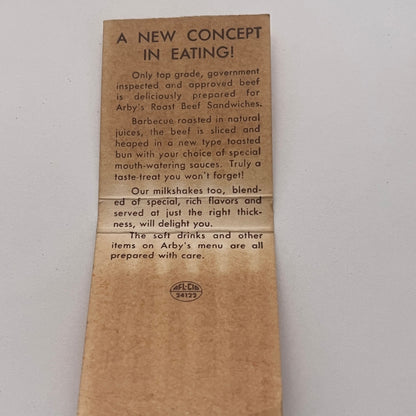 A NEW CONCEPT
IN EATING!
Only top grade, government
inspected and approved beef
is deliciously prepared for
Arby's Roast Beef Sandwiches.
Barbecue roasted in natural
juices, the beef is sliced and
heaped in a new type toasted
bun with your choice of special
mouth-watering sauces. Truly a
taste-treat you won't forget!
Our milkshakes too, blend-
ed of special, rich flavors and
served at just the right thick-
ness, will delight you.
The soft drinks and other
items on Arby's menu are all
prepared with care.
AFL-CIO
24122